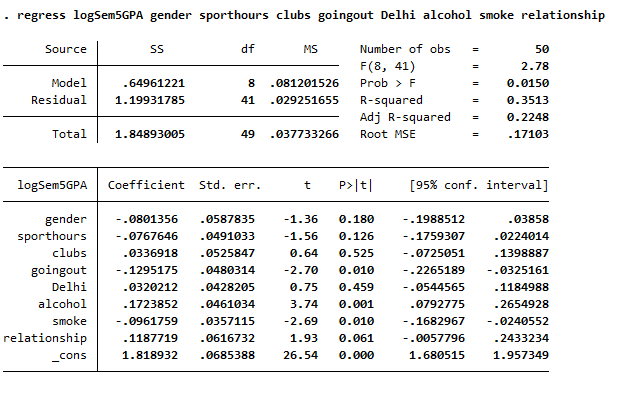 . regress logSem5GPA gender sporthours clubs goingout Delhi alcohol smoke relationship
Source SS df MS Number of obs = 50
F(8, 41) = 2.78
Model .64961221 8 .081201526 Prob > F = 0.0150
Residual 1.19931785 41 .029251655 R-squared = 0.3513
Adj R-squared = 0.2248
Total 1.84893005 49 .037733266 Root MSE = .17103
logSem5GPA Coefficient Std. err. t P>|t| [95% conf. interval]
gender -.0801356 .0587835 -1.36 0.180 -.1988512 .03858
sporthours -.0767646 .0491033 -1.56 0.126 -.1759307 .0224014
clubs .0336918 .0525847 0.64 0.525 -.0725051 .1398887
goingout -.1295175 .0480314 -2.70 0.010 -.2265189 -.0325161
Delhi .0320212 .0428205 0.75 0.459 -.0544565 .1184988
alcohol .1723852 .0461034 3.74 0.001 .0792775 .2654928
smoke -.0961759 .0357115 -2.69 0.010 -.1682967 -.0240552
relationship .1187719 .0616732 1.93 0.061 -.0057796 .2433234
_cons 1.818932 .0685388 26.54 0.000 1.680515 1.957349